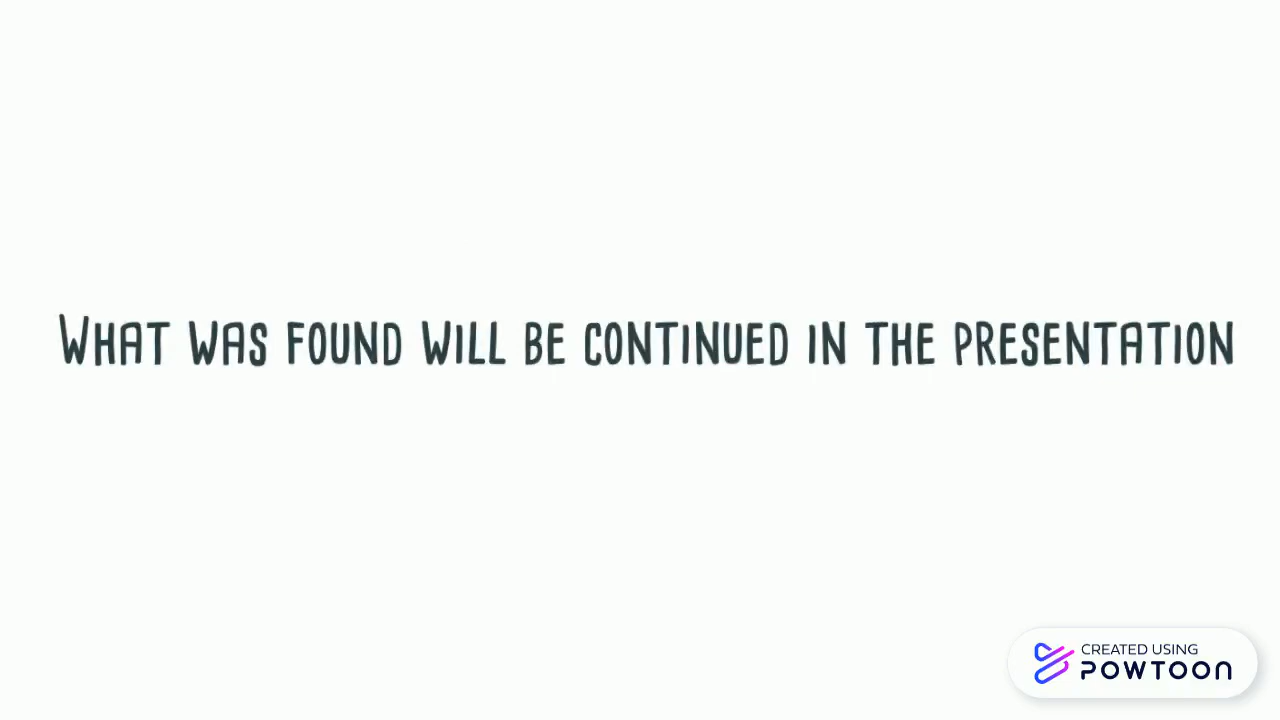 What was found will be continued in the presentation
CREATED USING
POWTOON